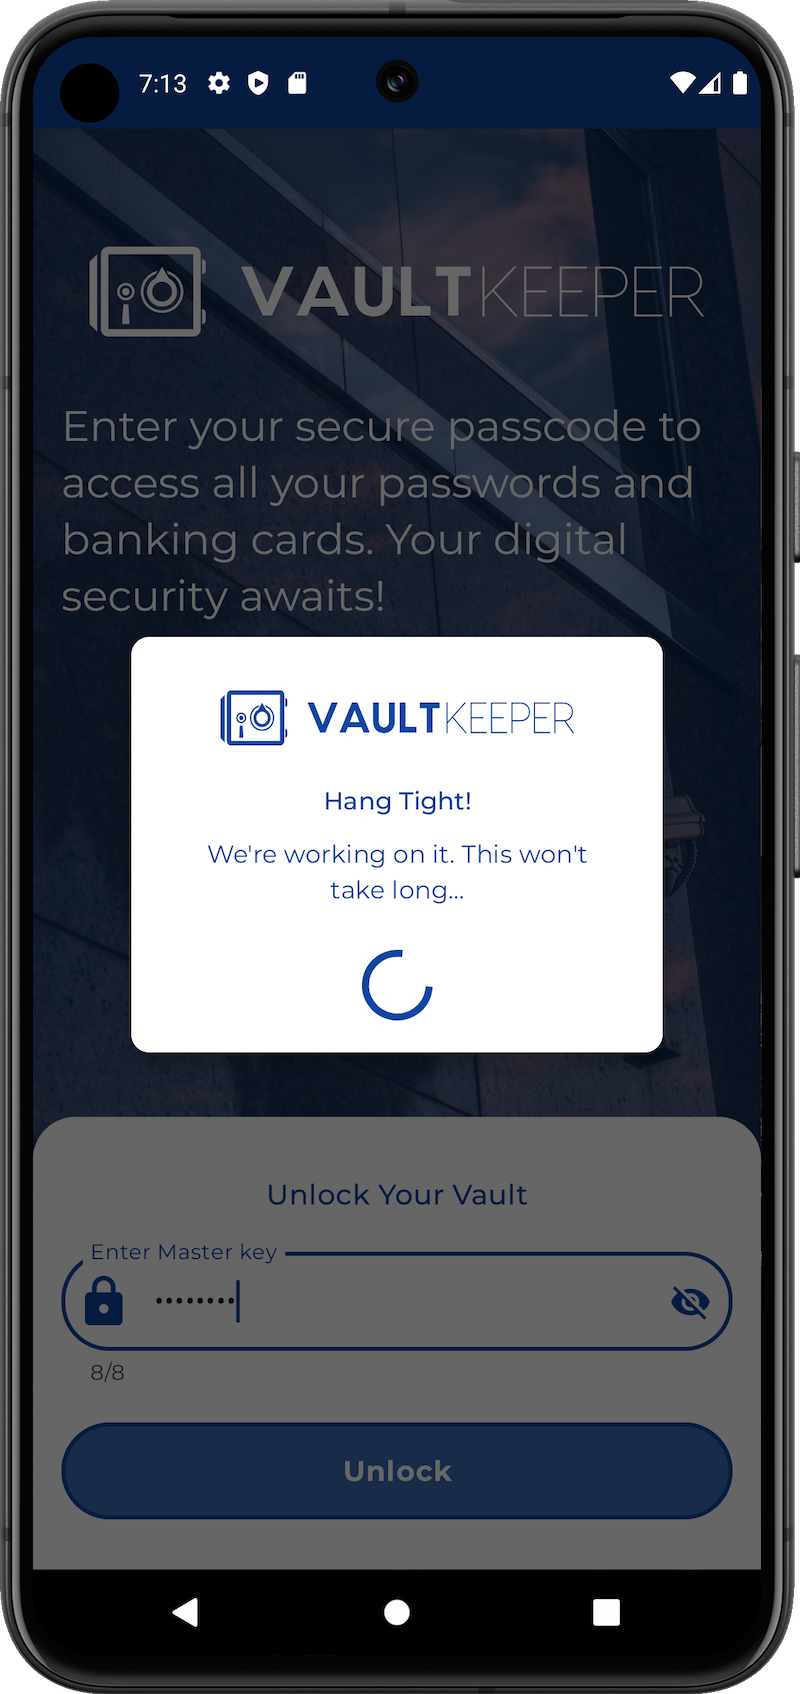 7:13
VAULTKEEPER
Enter your secure passcode to
access all your passwords and
banking cards. Your digital
security awaits!
VAULTKEEPER
Hang Tight!
We're working on it. This won't
take long...
Unlock Your Vault
Enter Master key
••••••••
8/8
Unlock